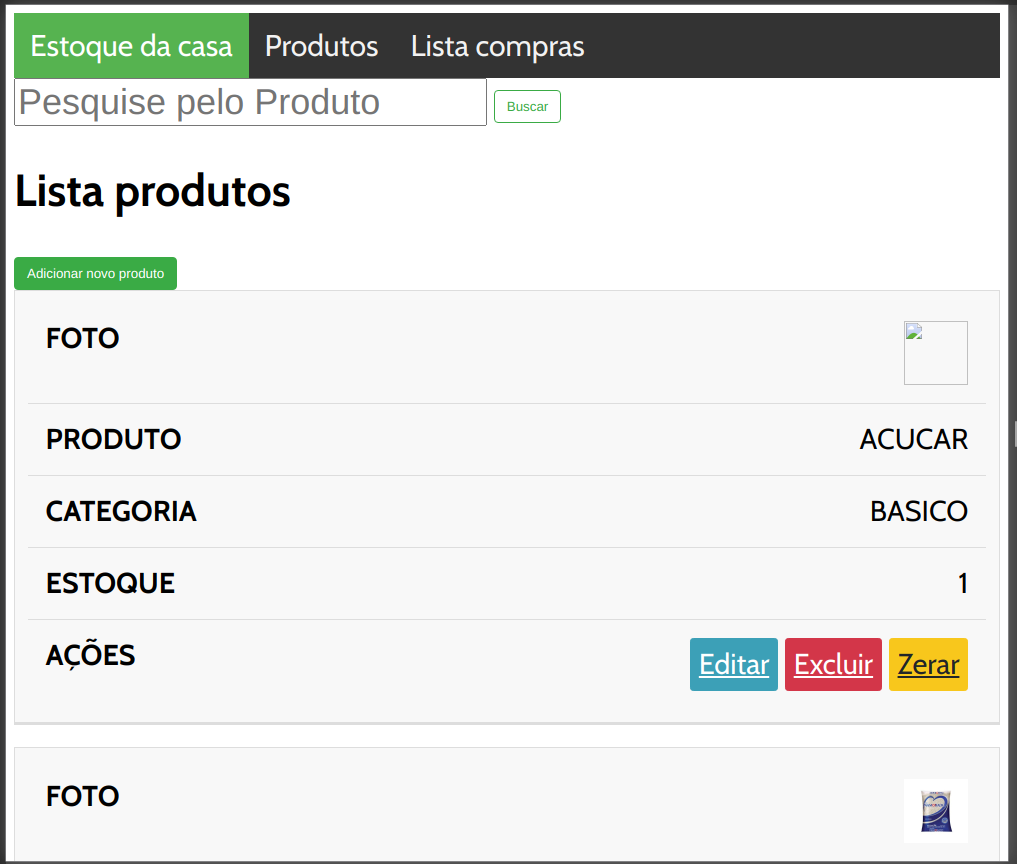 Estoque da casa Produtos Lista compras
Pesquise pelo Produto Buscar
Lista produtos
Adicionar novo produto
FOTO
PRODUTO ACUCAR
CATEGORIA BASICO
ESTOQUE 1
AÇÕES Editar Excluir Zerar
FOTO